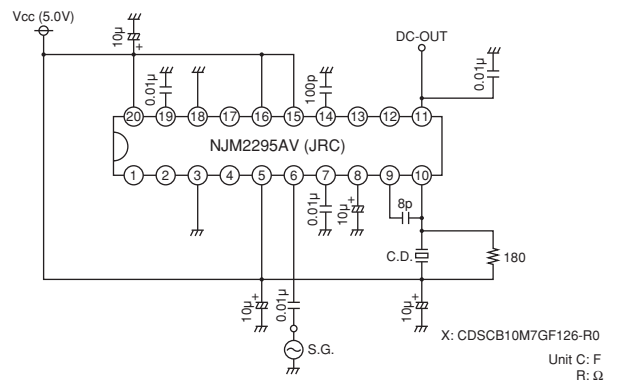 Vcc (5.0V)
10µ
+
DC-OUT
0.01µ
0.01µ
100p
20 19 18 17 16 15 14 13 12 11
NJM2295AV (JRC)
1 2 3 4 5 6 7 8 9 10
0.01µ
10µ
+
8p
C.D.
180
10µ
+
0.01µ
10µ
+
S.G.
X: CDSCB10M7GF126-R0
Unit C: F
R: Ω